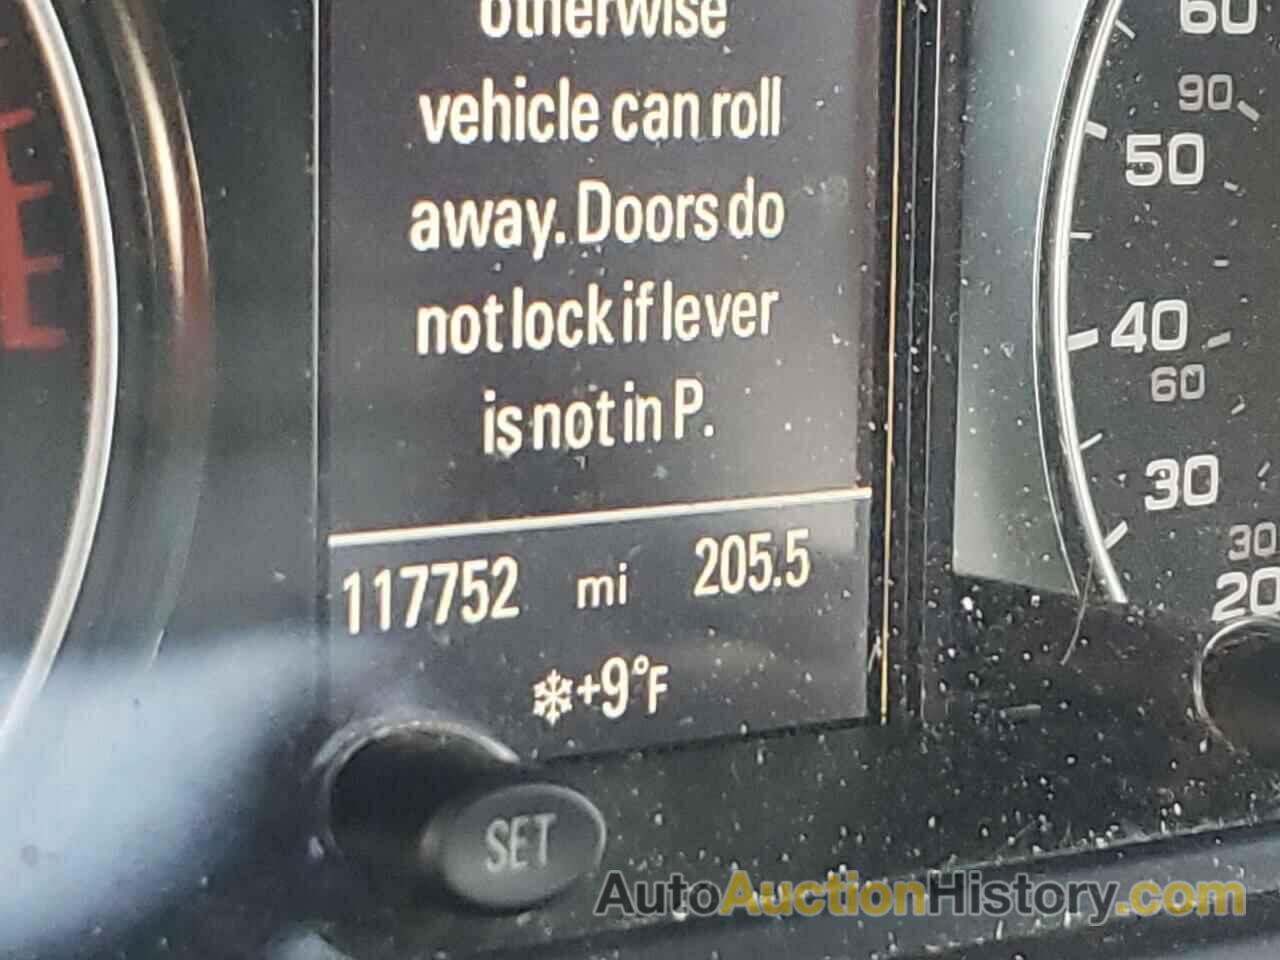 otherwise
vehicle can roll
away. Doors do
not lock if lever
is not in P.
117752 mi 205.5
❄+9°F
SET
60
90
50
40
60
30
30
20
AutoAuctionHistory.com